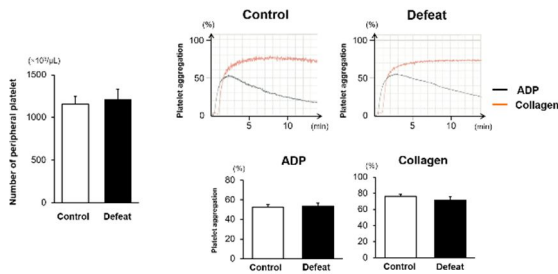 (~10³/μL)
Number of peripheral platelet
1500
1000
500
0
Control
Defeat
Control
(%)
Platelet aggregation
100
50
5
10
(min)
Defeat
(%)
Platelet aggregation
100
50
5
10
(min)
ADP
Collagen
ADP
(%)
Platelet aggregation
80
60
40
20
0
Control
Defeat
Collagen
(%)
100
80
60
40
20
0
Control
Defeat